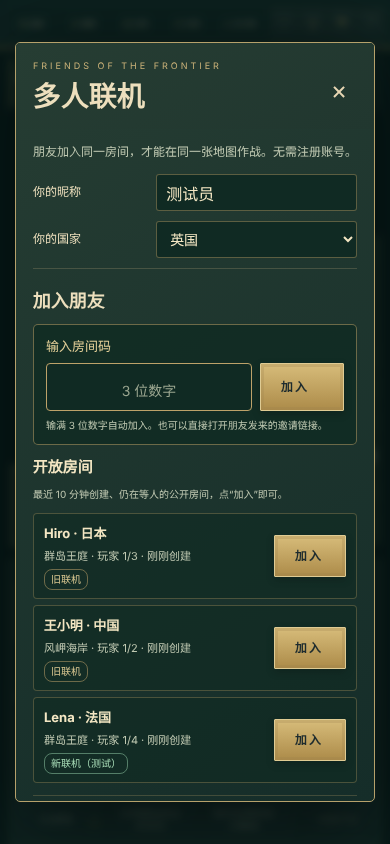 FRIENDS OF THE FRONTIER
多人联机
×
朋友加入同一房间，才能在同一张地图作战。无需注册账号。
你的昵称
测试员
你的国家
英国
加入朋友
输入房间码
3 位数字
加入
输满 3 位数字自动加入。也可以直接打开朋友发来的邀请链接。
开放房间
最近 10 分钟创建、仍在等人的公开房间，点“加入”即可。
Hiro · 日本
群岛王庭 · 玩家 1/3 · 刚刚创建
旧联机
加入
王小明 · 中国
风岬海岸 · 玩家 1/2 · 刚刚创建
旧联机
加入
Lena · 法国
群岛王庭 · 玩家 1/4 · 刚刚创建
新联机（测试）
加入